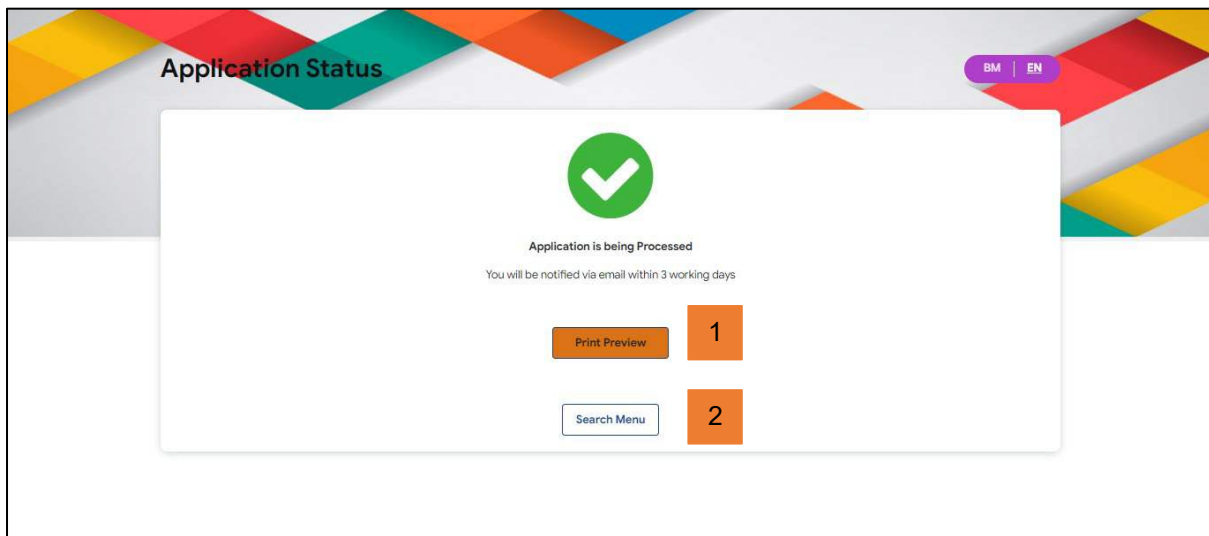 Application Status
BM | EN
Application is being Processed
You will be notified via email within 3 working days
Print Preview
1
Search Menu
2